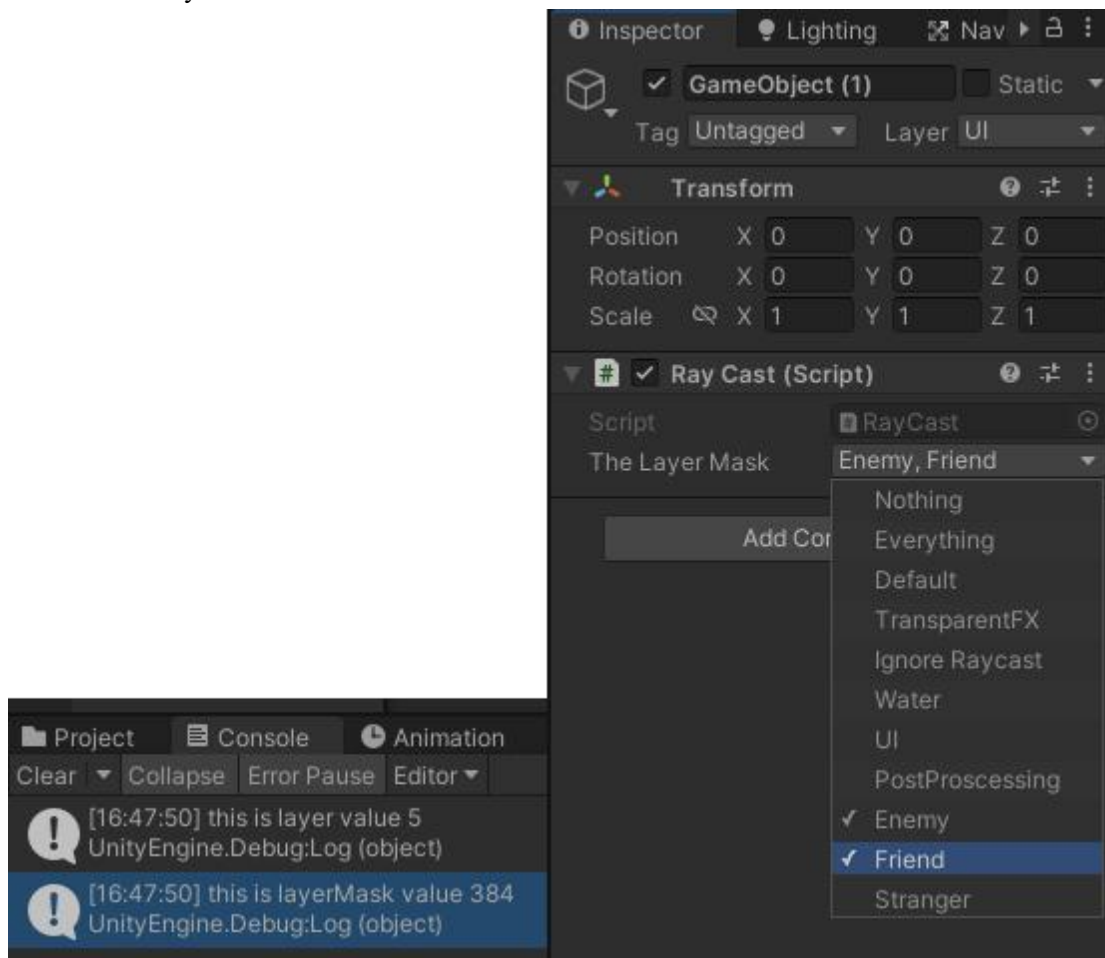 Inspector Lighting Nav
GameObject (1) Static
Tag Untagged Layer UI
Transform
Position X 0 Y 0 Z 0
Rotation X 0 Y 0 Z 0
Scale X 1 Y 1 Z 1
# Ray Cast (Script)
Script # RayCast
The Layer Mask Enemy, Friend
Nothing
Add Cor
Everything
Default
TransparentFX
Ignore Raycast
Water
UI
PostProscessing
Enemy
Friend
Stranger
Project Console Animation
Clear Collapse Error Pause Editor
[16:47:50] this is layer value 5
UnityEngine.Debug:Log (object)
[16:47:50] this is layerMask value 384
UnityEngine.Debug:Log (object)